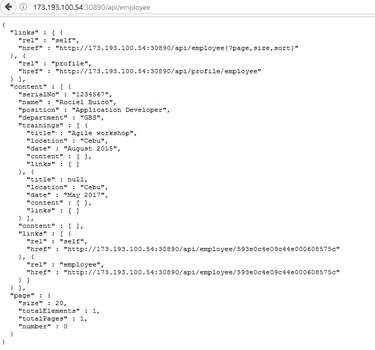 173.193.100.54:30890/api/employee
{
"links" : [ {
"rel" : "self",
"href" : "http://173.193.100.54:30890/api/employee{?page,size,sort}"
}, {
"rel" : "profile",
"href" : "http://173.193.100.54:30890/api/profile/employee"
} ],
"content" : [ {
"serialNo" : "1234567",
"name" : "Rociel Buico",
"position" : "Application Developer",
"department" : "GBS",
"trainings" : [ {
"title" : "Agile workshop",
"location" : "Cebu",
"date" : "August 2015",
"content" : [ ],
"links" : [ ]
}, {
"title" : null,
"location" : "Cebu",
"date" : "May 2017",
"content" : [ ],
"links" : [ ]
} ],
"content" : [ ],
"links" : [ {
"rel" : "self",
"href" : "http://173.193.100.54:30890/api/employee/593e0c4e09c44e000608575c"
}, {
"rel" : "employee",
"href" : "http://173.193.100.54:30890/api/employee/593e0c4e09c44e000608575c"
} ]
} ],
"page" : {
"size" : 20,
"totalElements" : 1,
"totalPages" : 1,
"number" : 0
}
}